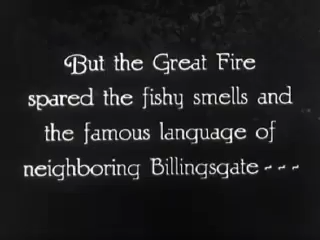 But the Great Fire
spared the fishy smells and
the famous language of
neighboring Billingsgate---